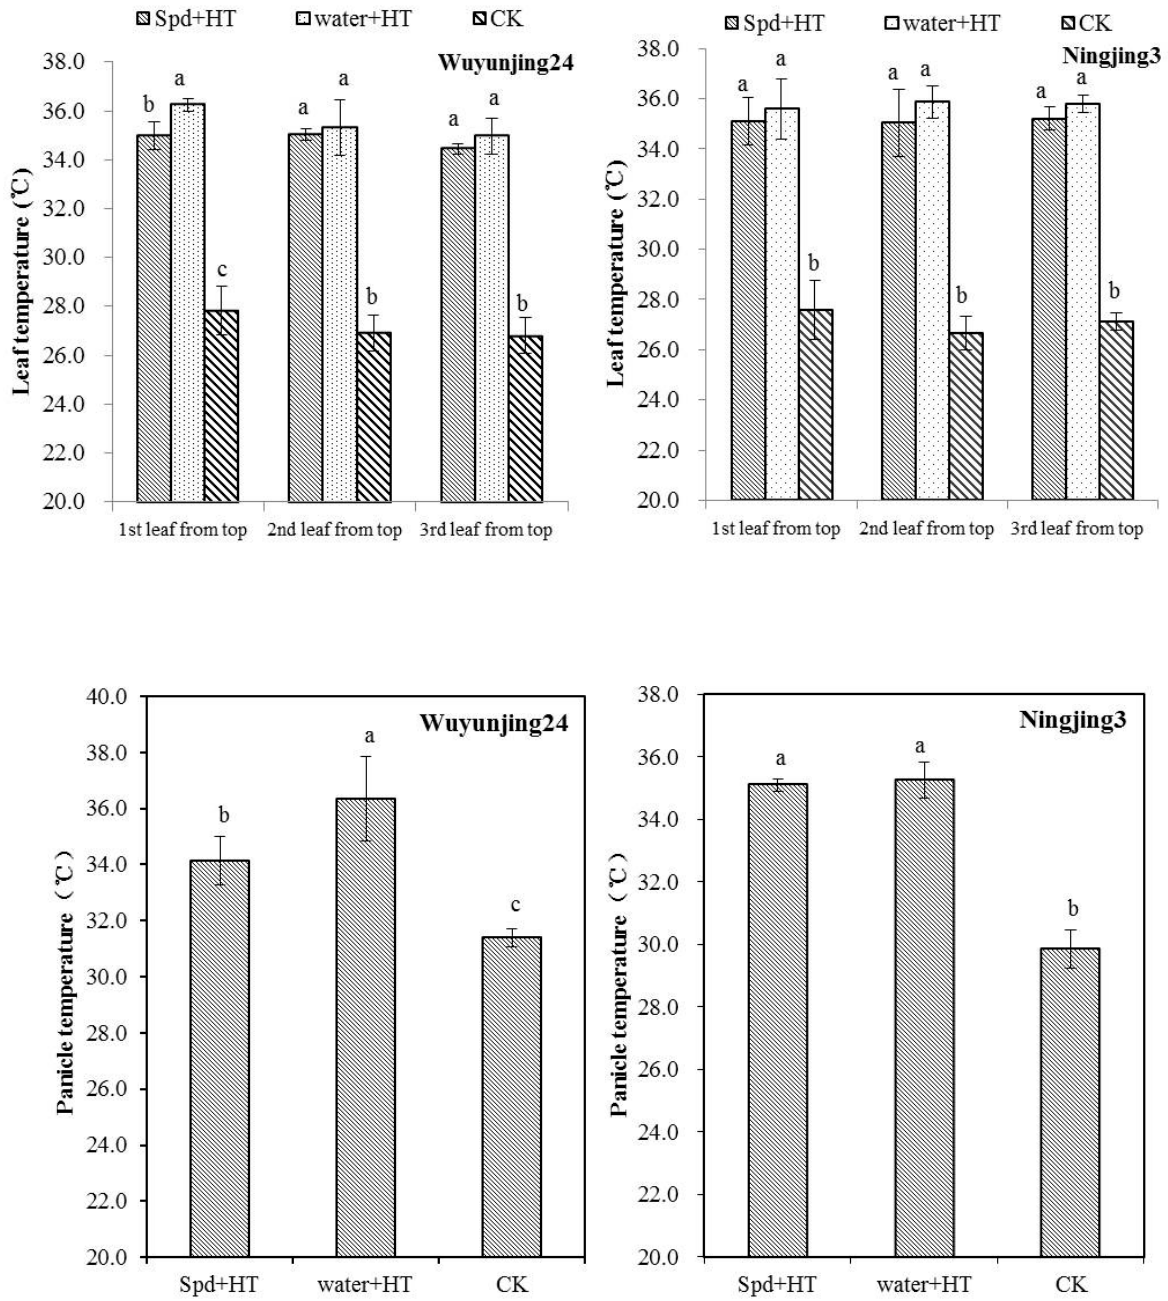 Spd+HT water+HT CK
Wuyunjing24
Leaf temperature (℃)
38.0
36.0
34.0
32.0
30.0
28.0
26.0
24.0
22.0
20.0
b a c
a a b
a a b
1st leaf from top 2nd leaf from top 3rd leaf from top
Spd+HT water+HT CK
Ningjing3
Leaf temperature (℃)
38.0
36.0
34.0
32.0
30.0
28.0
26.0
24.0
22.0
20.0
a a b
a a b
a a b
1st leaf from top 2nd leaf from top 3rd leaf from top
Wuyunjing24
Panicle temperature (℃)
40.0
38.0
36.0
34.0
32.0
30.0
28.0
26.0
24.0
22.0
20.0
b a c
Spd+HT water+HT CK
Ningjing3
Panicle temperature (℃)
38.0
36.0
34.0
32.0
30.0
28.0
26.0
24.0
22.0
20.0
a a b
Spd+HT water+HT CK